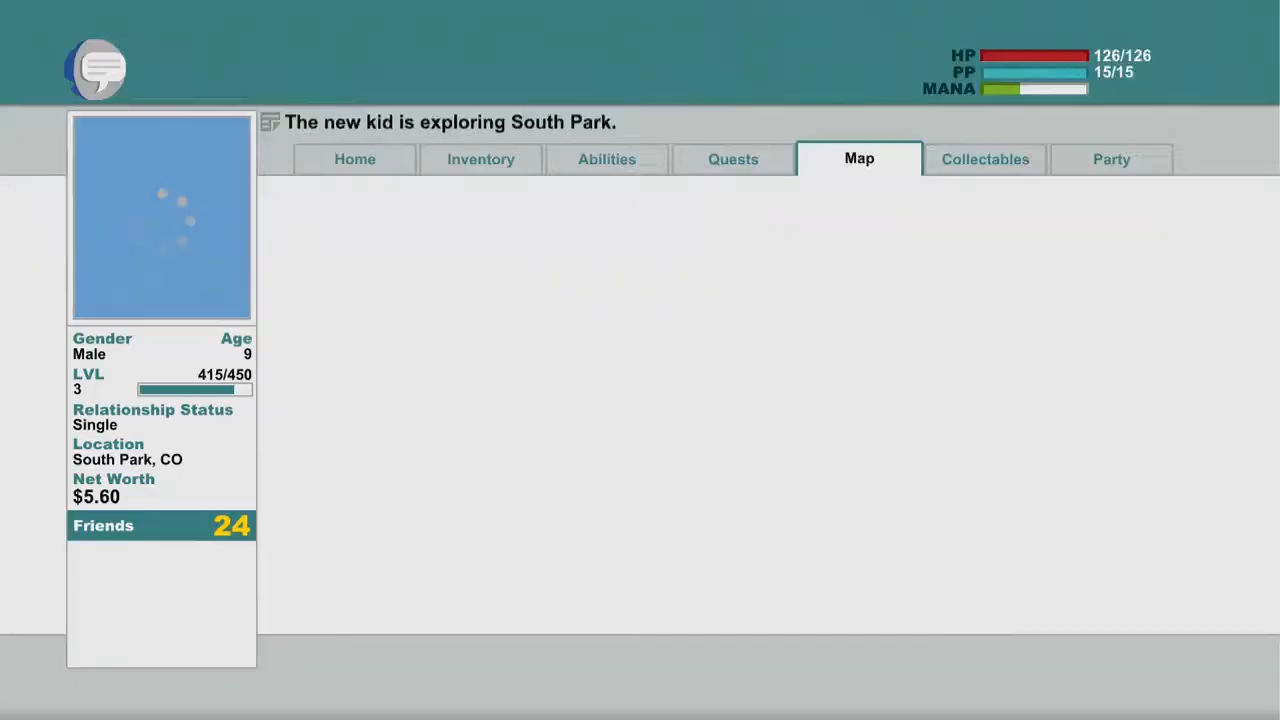 HP 126/126
PP 15/15
MANA
The new kid is exploring South Park.
Home Inventory Abilities Quests Map Collectables Party
Gender Age
Male 9
LVL 415/450
3
Relationship Status
Single
Location
South Park, CO
Net Worth
$5.60
Friends 24